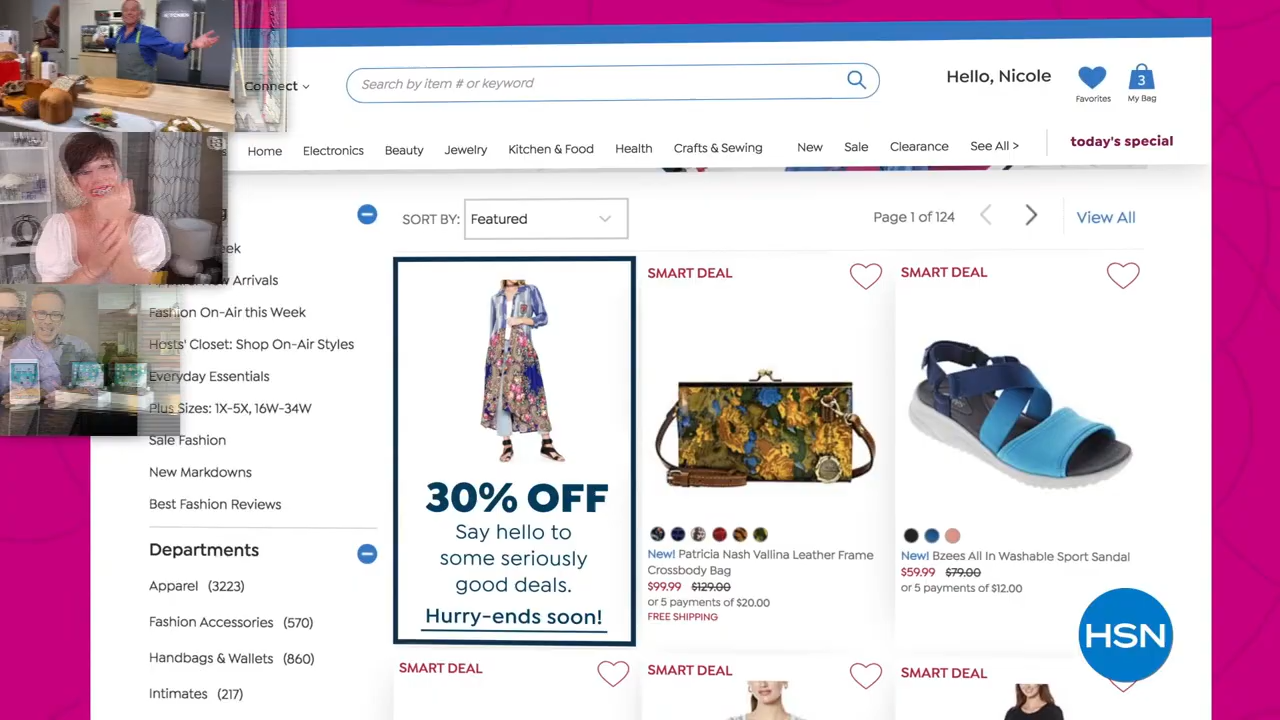 Connect
Search by item # or keyword
Hello, Nicole
Favorites
3
My Bag
Home
Electronics
Beauty
Jewelry
Kitchen & Food
Health
Crafts & Sewing
New
Sale
Clearance
See All >
today's special
SORT BY:
Featured
Page 1 of 124
View All
Arrivals
Fashion On-Air this Week
Hosts' Closet: Shop On-Air Styles
Everyday Essentials
Plus Sizes: 1X-5X, 16W-34W
Sale Fashion
New Markdowns
Best Fashion Reviews
Departments
Apparel (3223)
Fashion Accessories (570)
Handbags & Wallets (860)
Intimates (217)
30% OFF
Say hello to
some seriously
good deals.
Hurry-ends soon!
SMART DEAL
New! Patricia Nash Vallina Leather Frame
Crossbody Bag
$99.99 $129.00
or 5 payments of $20.00
FREE SHIPPING
SMART DEAL
New! Bzees All In Washable Sport Sandal
$59.99 $79.00
or 5 payments of $12.00
HSN
SMART DEAL
SMART DEAL
SMART DEAL